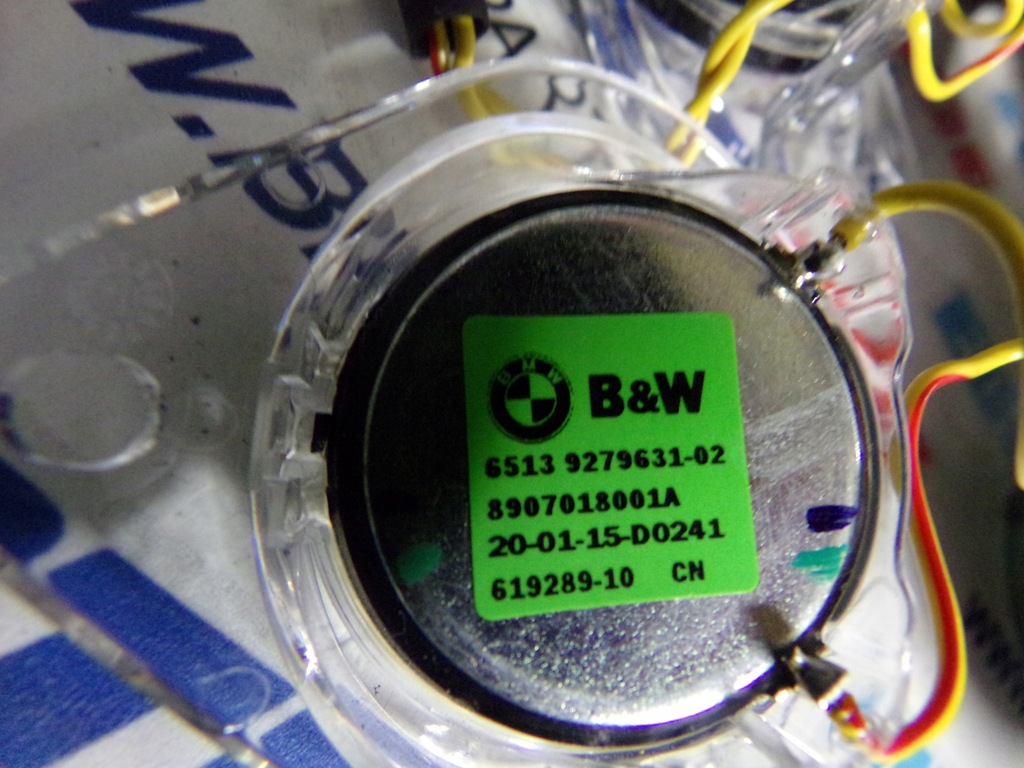 W.B
BMW
B&W
6513 9279631-02
8907018001A
20-01-15-D0241
619289-10 CN